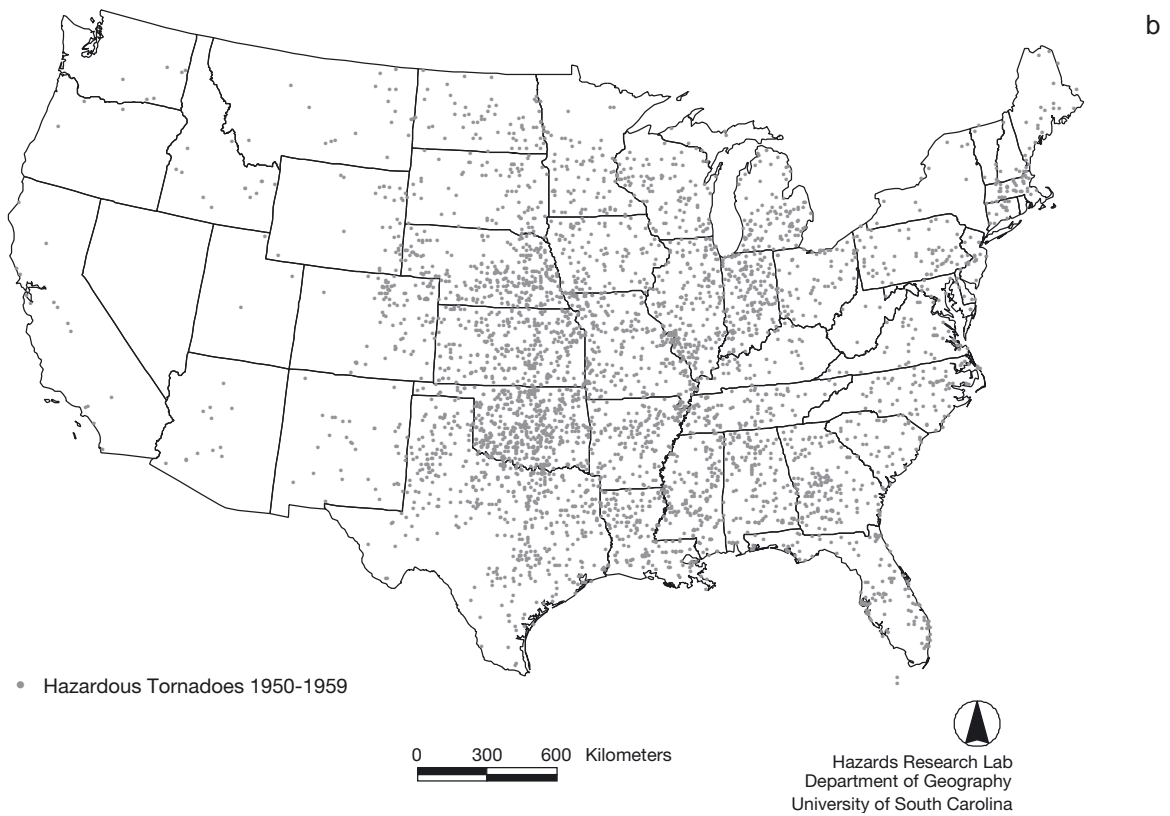 b
Hazardous Tornadoes 1950-1959
0 300 600 Kilometers
Hazards Research Lab
Department of Geography
University of South Carolina